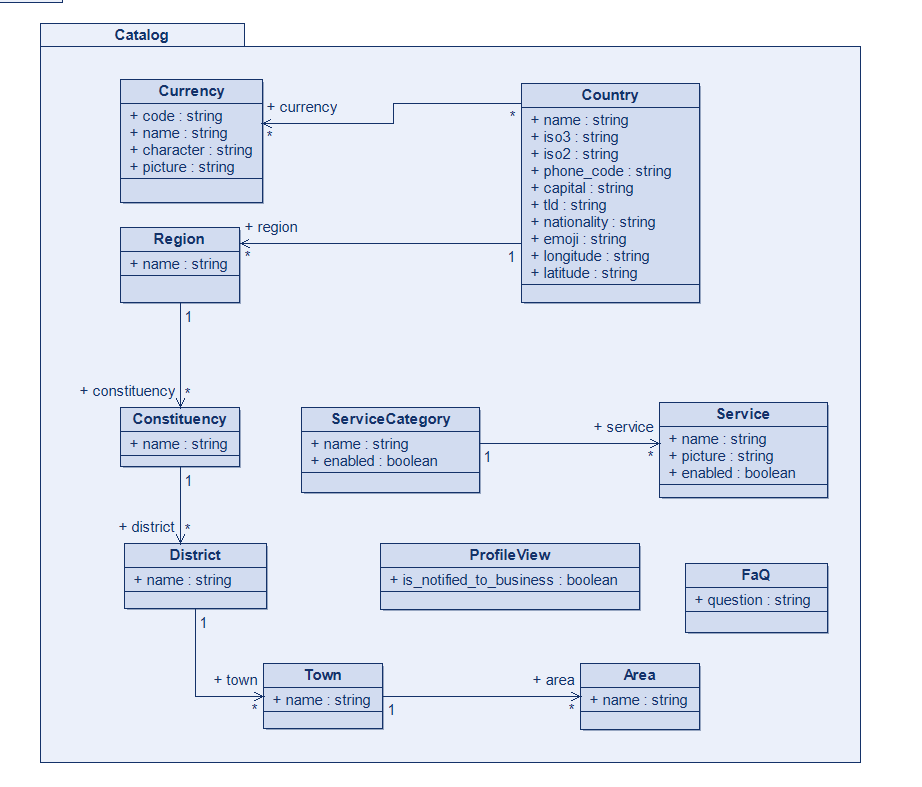 Catalog
Currency
+ code : string
+ name : string
+ character : string
+ picture : string
+ currency
*
*
Country
+ name : string
+ iso3 : string
+ iso2 : string
+ phone_code : string
+ capital : string
+ tld : string
+ nationality : string
+ emoji : string
+ longitude : string
+ latitude : string
Region
+ name : string
+ region
*
1
1
+ constituency
*
Constituency
+ name : string
1
ServiceCategory
+ name : string
+ enabled : boolean
1
+ service
*
Service
+ name : string
+ picture : string
+ enabled : boolean
+ district
*
District
+ name : string
1
ProfileView
+ is_notified_to_business : boolean
FaQ
+ question : string
+ town
*
Town
+ name : string
1
+ area
*
Area
+ name : string